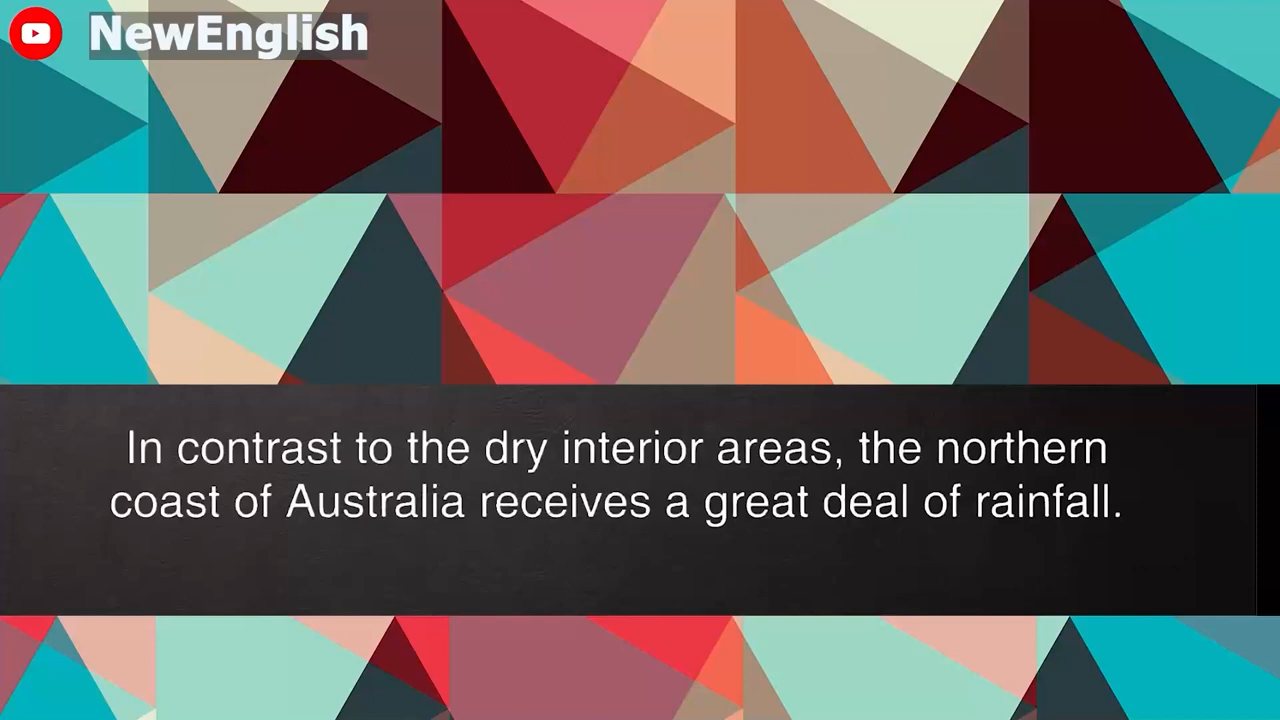 NewEnglish
In contrast to the dry interior areas, the northern
coast of Australia receives a great deal of rainfall.